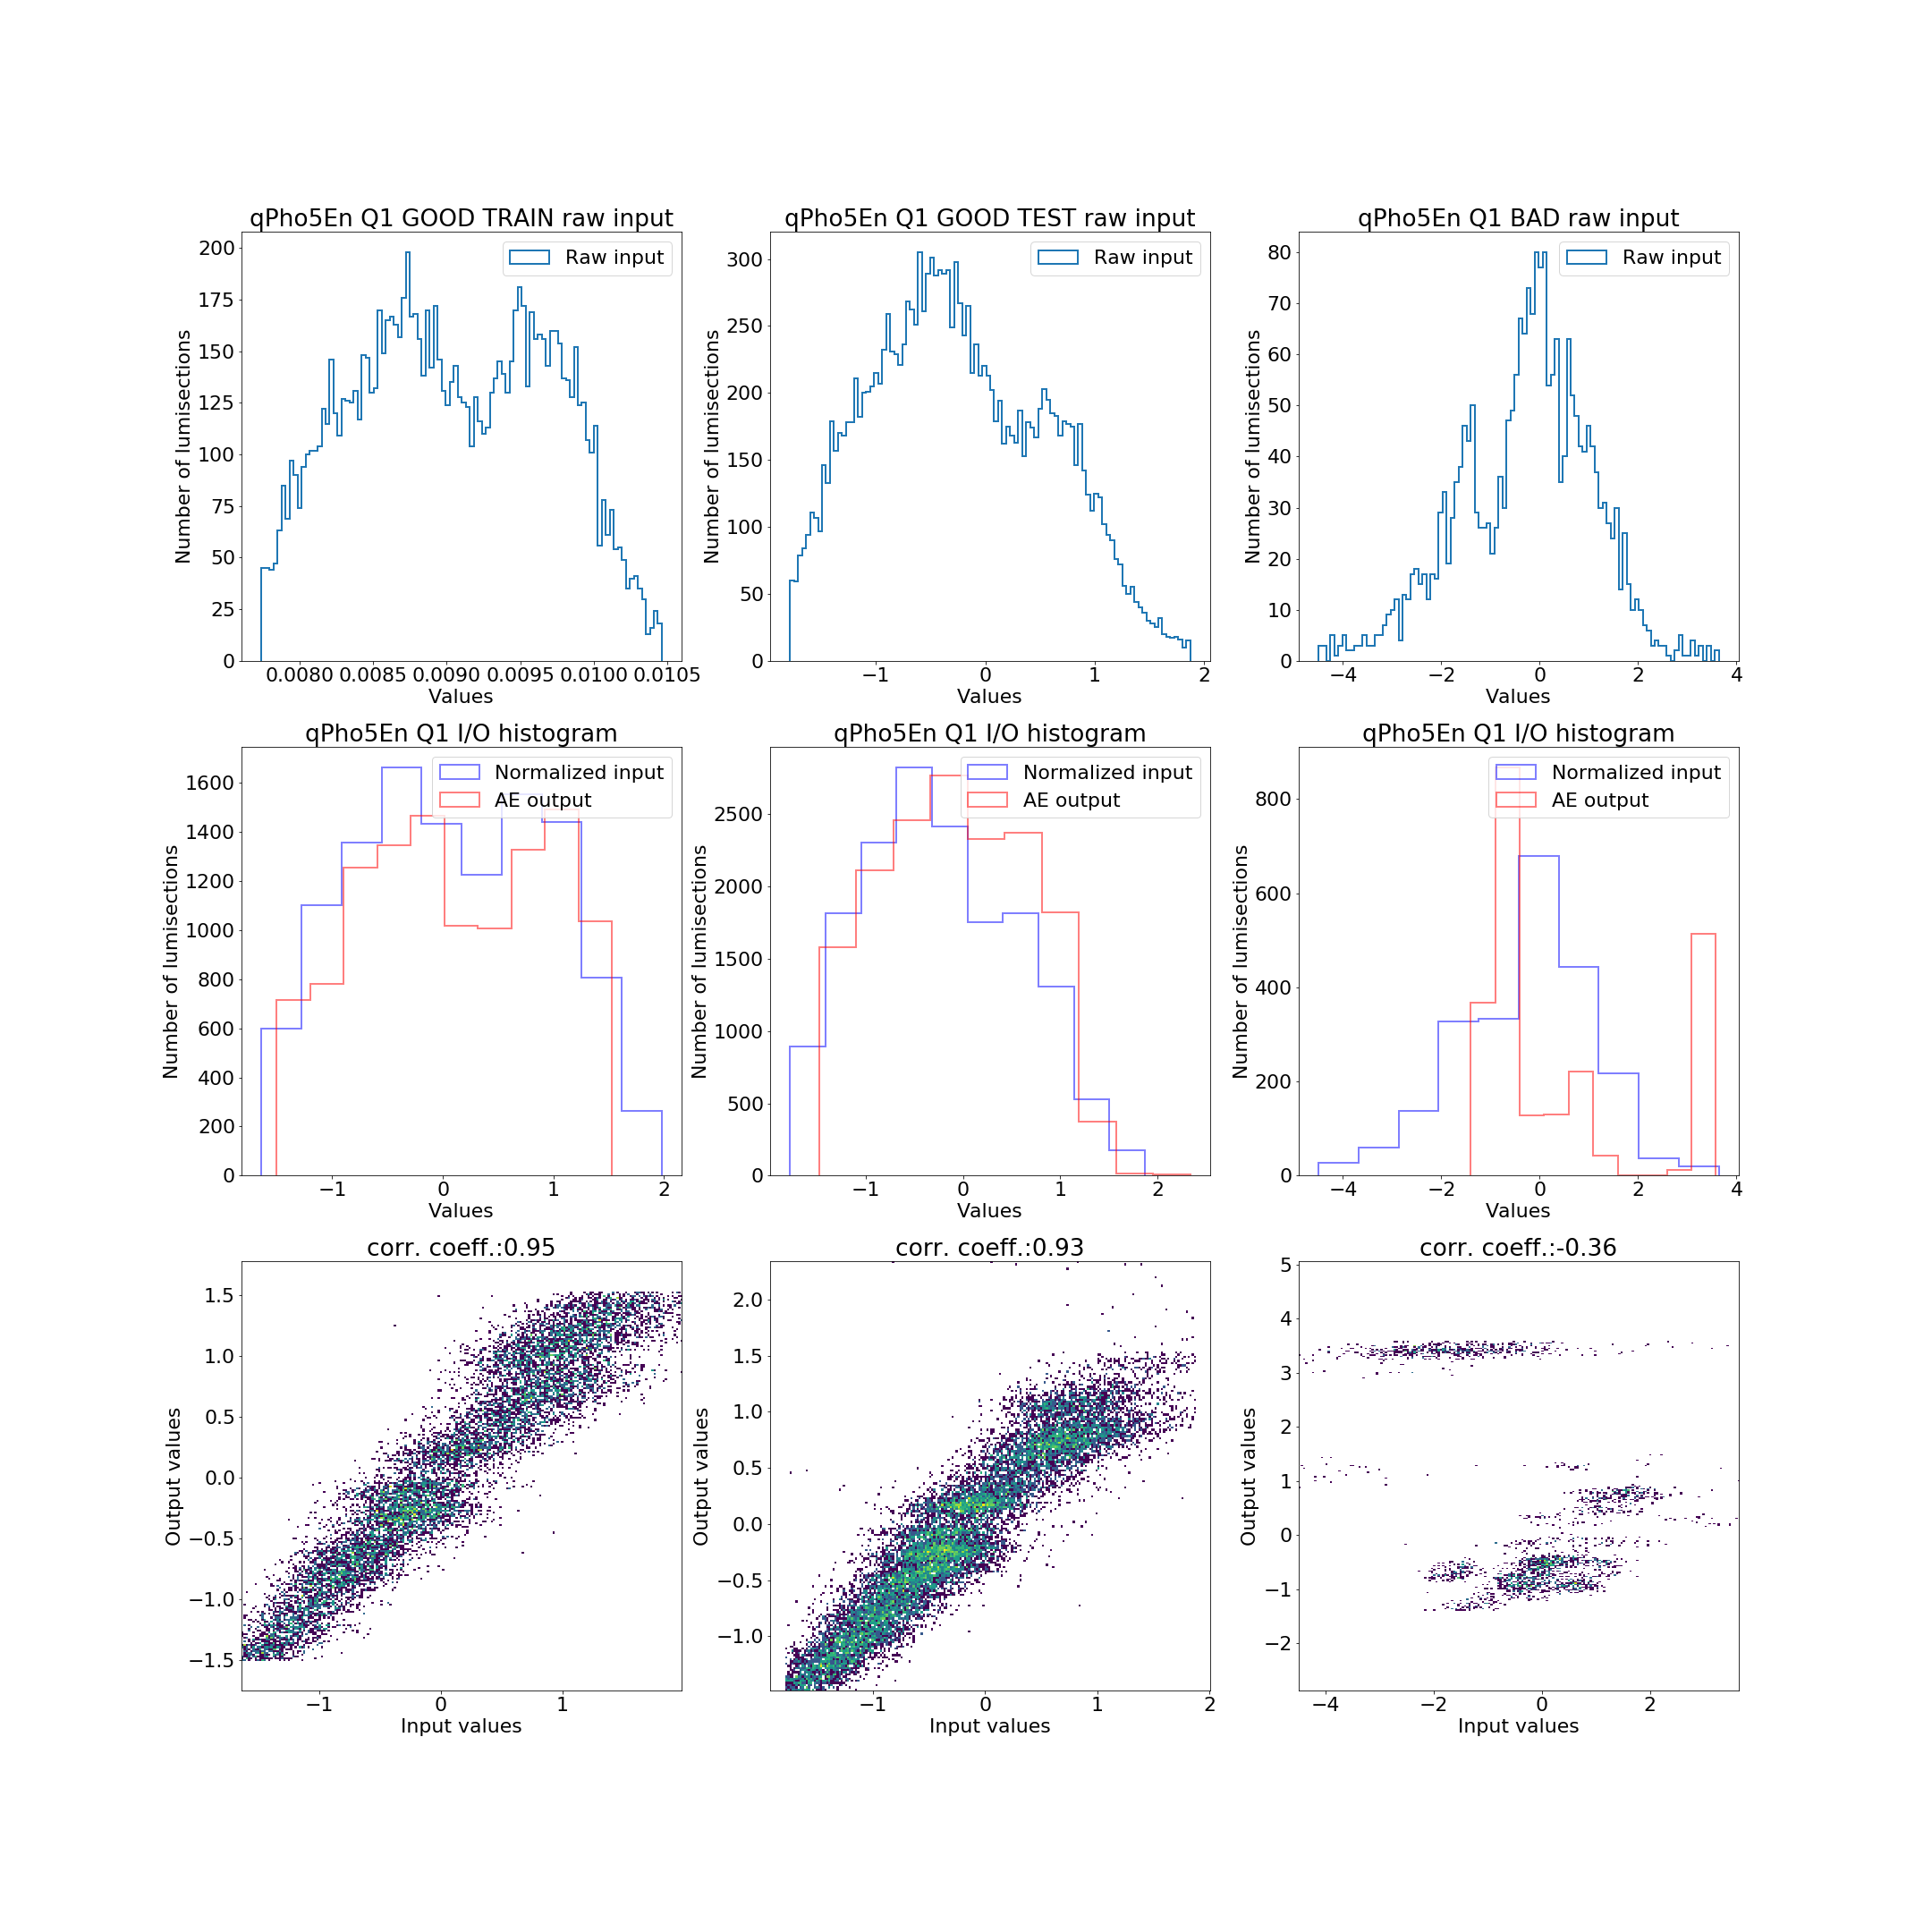 qPho5En Q1 GOOD TRAIN raw input
Raw input
Number of lumisections
200
175
150
125
100
75
50
25
0
0.0080 0.0085 0.0090 0.0095 0.0100 0.0105
Values
qPho5En Q1 GOOD TEST raw input
Raw input
Number of lumisections
300
250
200
150
100
50
0
−1 0 1 2
Values
qPho5En Q1 BAD raw input
Raw input
Number of lumisections
80
70
60
50
40
30
20
10
0
−4 −2 0 2 4
Values
qPho5En Q1 I/O histogram
Normalized input
AE output
Number of lumisections
1600
1400
1200
1000
800
600
400
200
0
−1 0 1 2
Values
qPho5En Q1 I/O histogram
Normalized input
AE output
Number of lumisections
2500
2000
1500
1000
500
0
−1 0 1 2
Values
qPho5En Q1 I/O histogram
Normalized input
AE output
Number of lumisections
800
600
400
200
0
−4 −2 0 2 4
Values
corr. coeff.:0.95
Output values
1.5
1.0
0.5
0.0
−0.5
−1.0
−1.5
−1 0 1
Input values
corr. coeff.:0.93
Output values
2.0
1.5
1.0
0.5
0.0
−0.5
−1.0
−1 0 1 2
Input values
corr. coeff.:-0.36
Output values
5
4
3
2
1
0
−1
−2
−4 −2 0 2
Input values